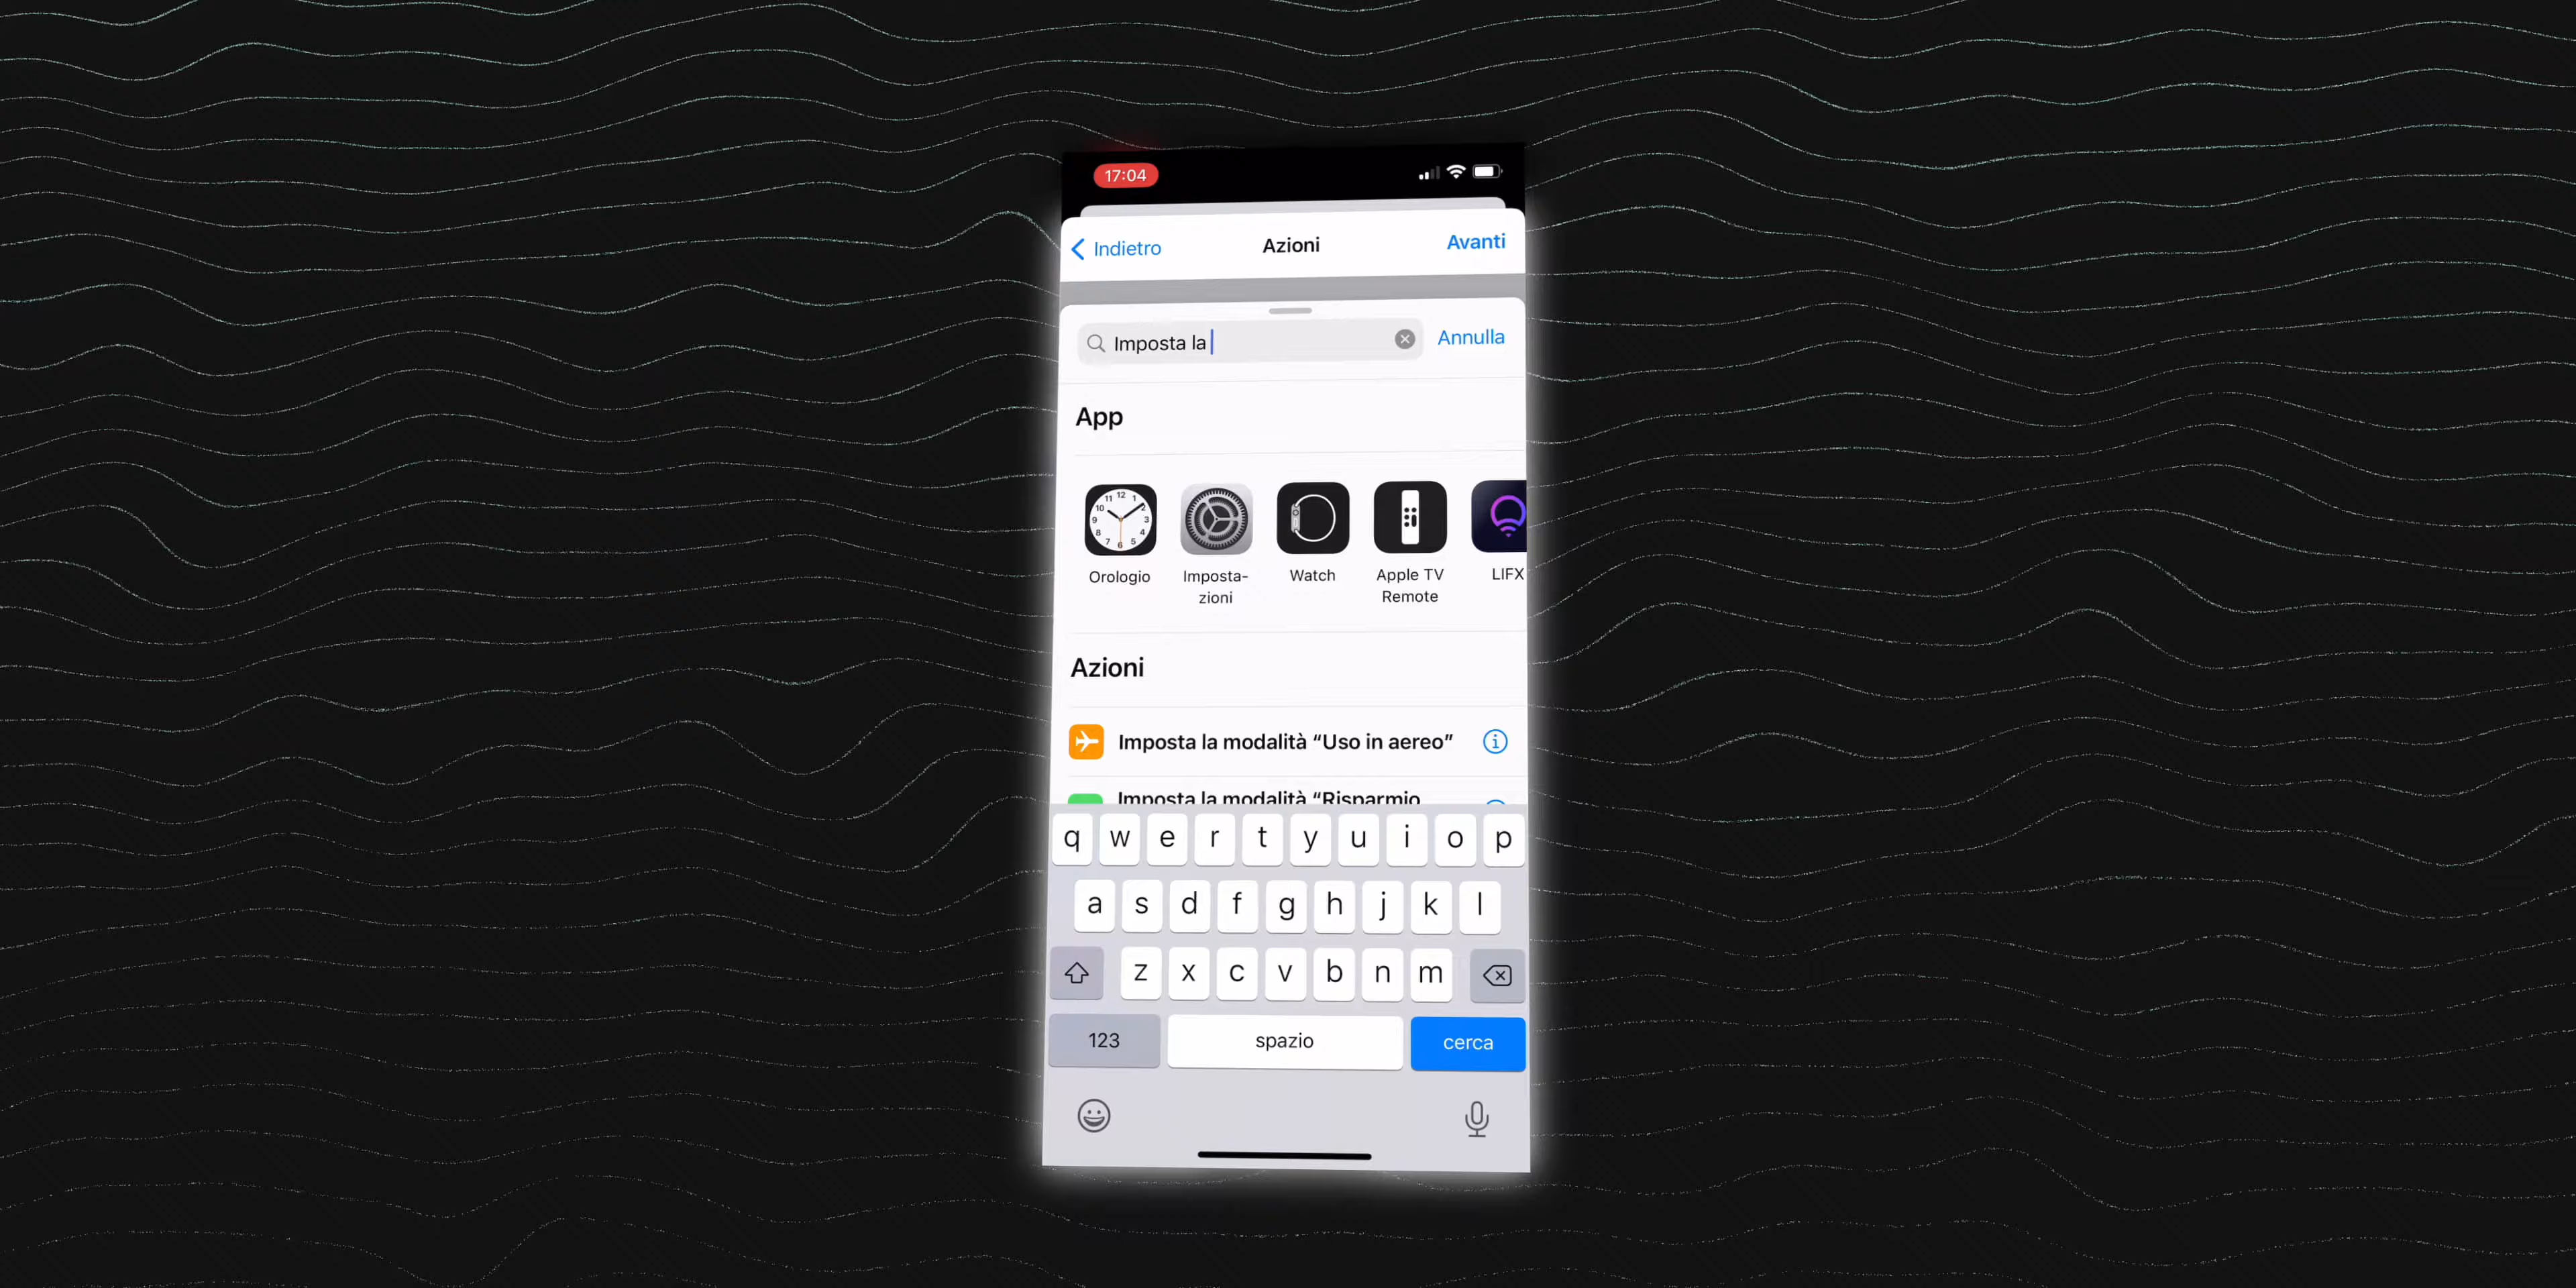 17:04
Indietro
Azioni
Avanti
Imposta la
Annulla
App
Orologio
Imposta-
zioni
Watch
Apple TV
Remote
LIFX
Azioni
Imposta la modalità “Uso in aereo”
Imposta la modalità “Risparmio
q w e r t y u i o p
a s d f g h j k l
z x c v b n m
123
spazio
cerca